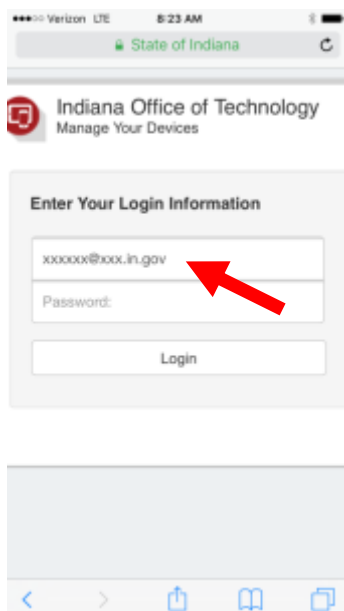 Verizon LTE 8:23 AM
State of Indiana
Indiana Office of Technology
Manage Your Devices
Enter Your Login Information
xxxxxx@xxx.in.gov
Password:
Login